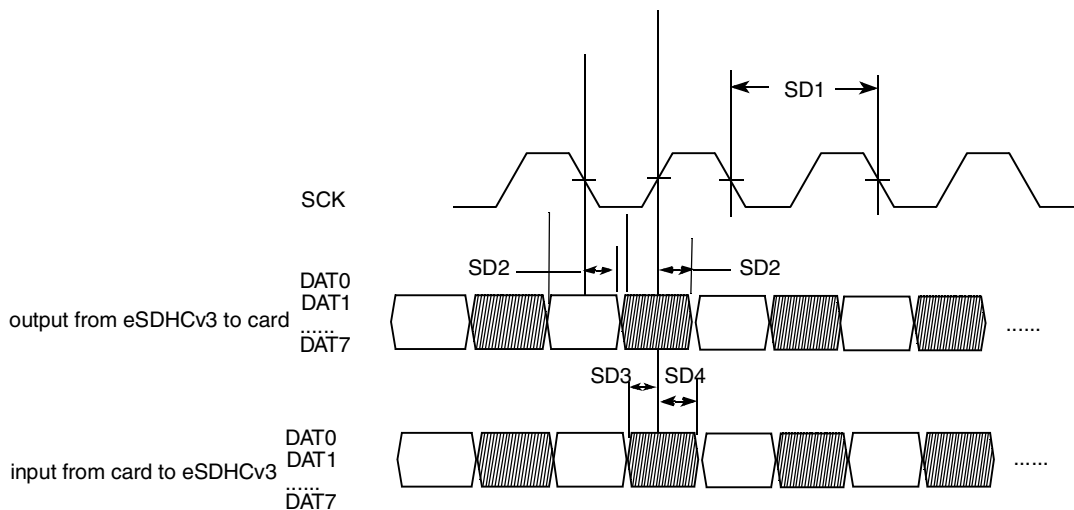 SD1
SCK
SD2
SD2
DAT0
DAT1
output from eSDHCv3 to card
......
DAT7
......
SD3
SD4
DAT0
DAT1
input from card to eSDHCv3
......
DAT7
......